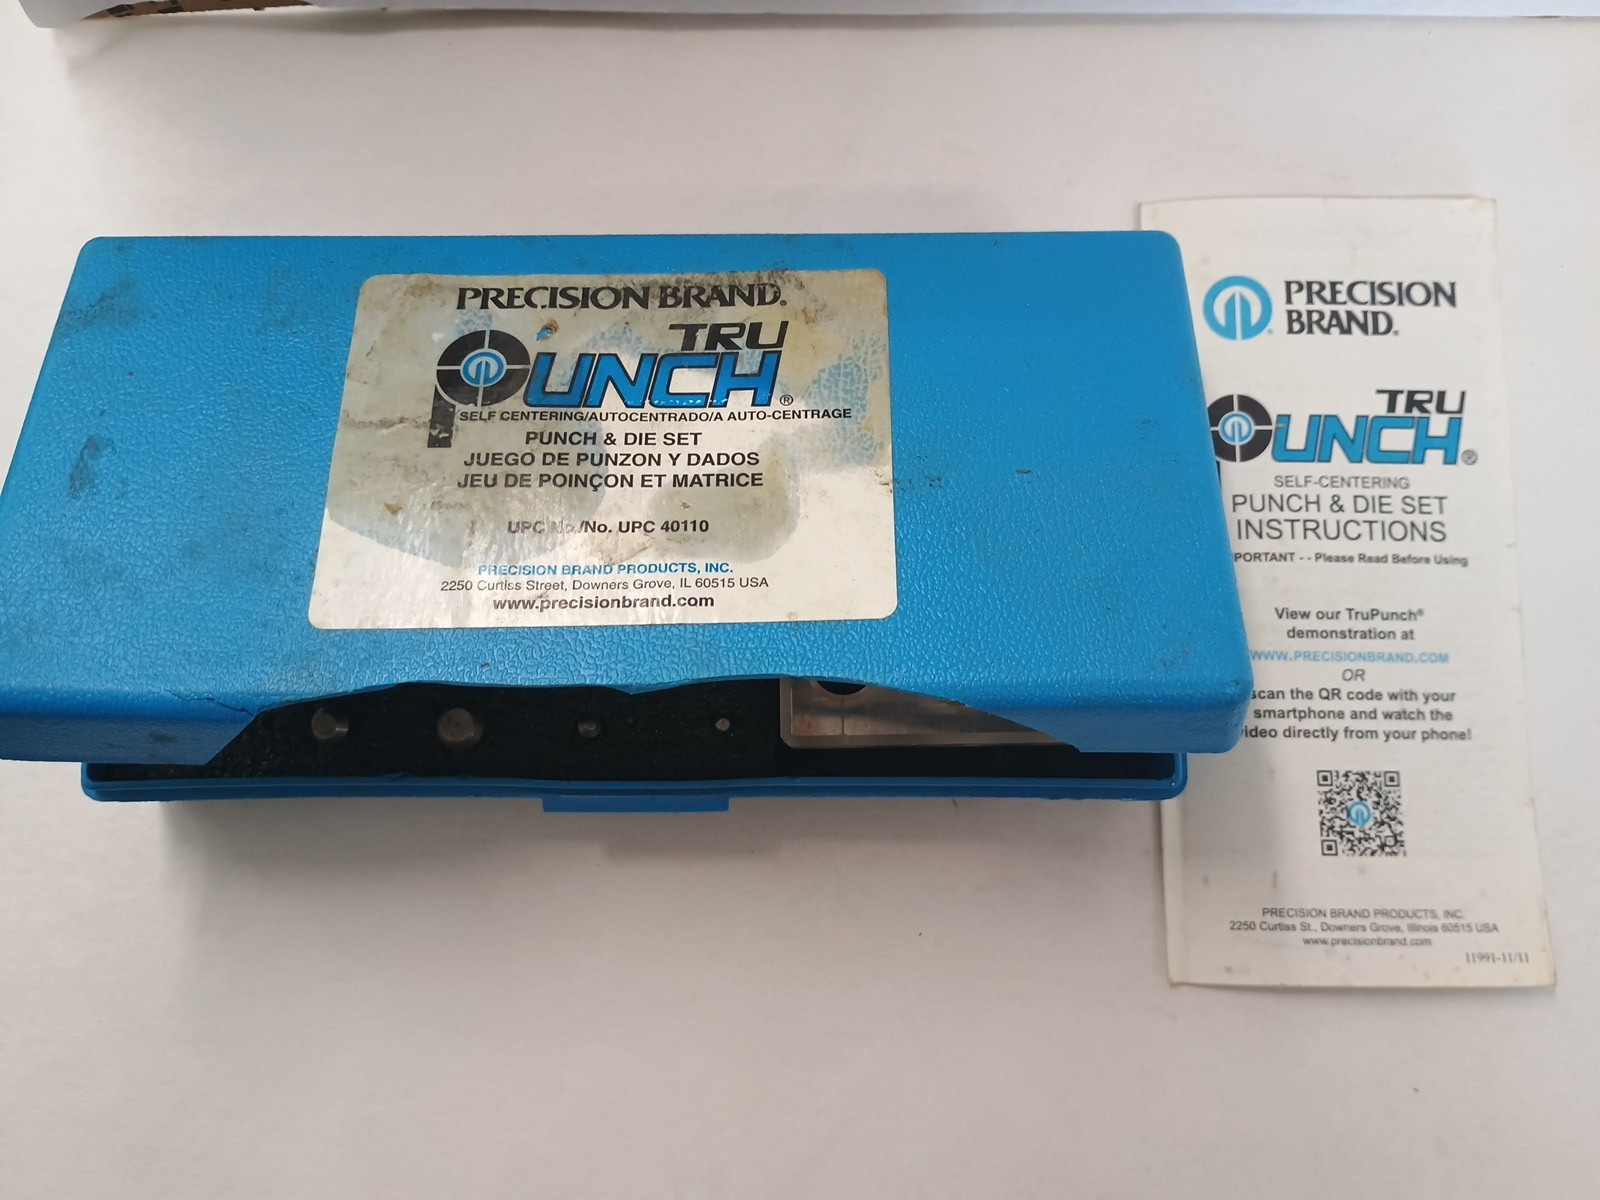 PRECISION BRAND®
TRU
PUNCH®
SELF CENTERING/AUTOCENTRADO/A AUTO-CENTRAGE
PUNCH & DIE SET
JUEGO DE PUNZON Y DADOS
JEU DE POINÇON ET MATRICE
UPC No./No. UPC 40110
PRECISION BRAND PRODUCTS, INC.
2250 Curtiss Street, Downers Grove, IL 60515 USA
www.precisionbrand.com
PRECISION
BRAND®
TRU
PUNCH®
SELF-CENTERING
PUNCH & DIE SET
INSTRUCTIONS
PORTANT - - Please Read Before Using
View our TruPunch®
demonstration at
WWW.PRECISIONBRAND.COM
OR
scan the QR code with your
smartphone and watch the
video directly from your phone!
PRECISION BRAND PRODUCTS, INC.
2250 Curtiss St., Downers Grove, Illinois 60515 USA
www.precisionbrand.com
11991-11/11